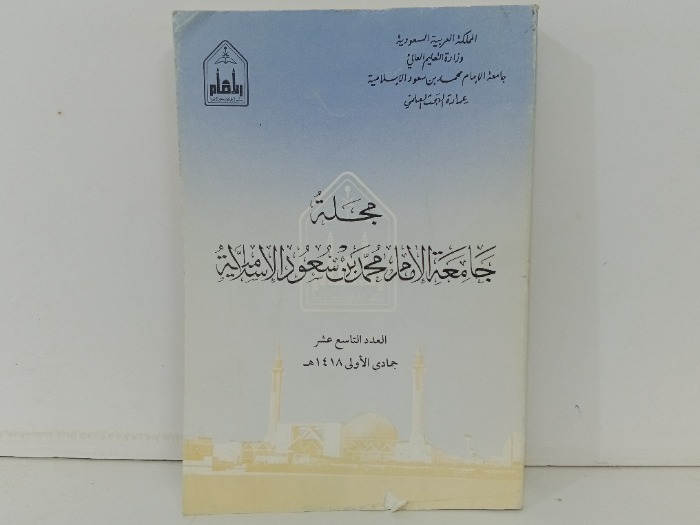 المملكة العربية السعودية
وزارة التعليم العالي
جامعة الإمام محمد بن سعود الإسلامية
عمادة البحث العلمي
الإمام
مجلة
جامعة الإمام محمد بن سعود الإسلامية
العدد التاسع عشر
جمادى الأولى ١٤١٨هـ